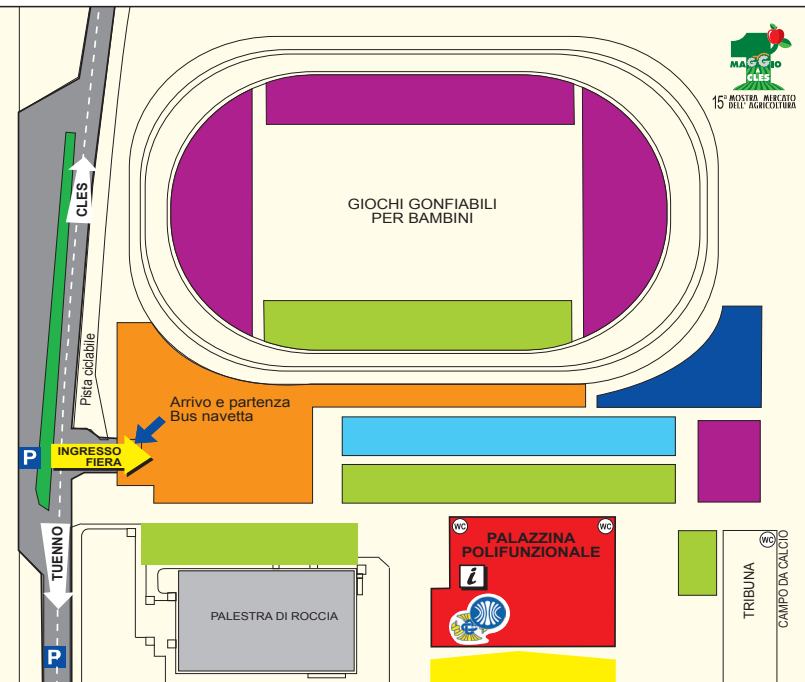 MAGGIO
A
CLES
15ª MOSTRA MERCATO
DELL' AGRICOLTURA
CLES
GIOCHI GONFIABILI
PER BAMBINI
Pista ciclabile
Arrivo e partenza
Bus navetta
P
INGRESSO
FIERA
TUENNO
WC
WC
PALAZZINA
POLIFUNZIONALE
i
WC
TRIBUNA
CAMPO DA CALCIO
PALESTRA DI ROCCIA
P